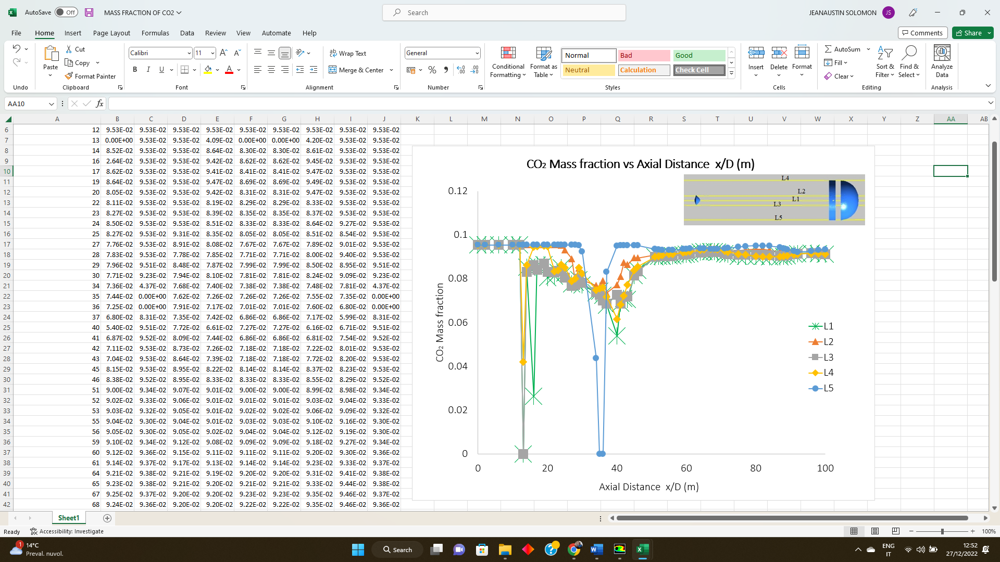 AutoSave Off MASS FRACTION OF CO2 Search JEANAUSTIN SOLOMON JS
File Home Insert Page Layout Formulas Data Review View Automate Help Comments Share
Cut
Copy
Format Painter
Paste
Calibri 11
B I U A
Wrap Text
Merge & Center
General
Conditional Formatting
Format as Table
Normal Bad Good
Neutral Calculation Check Cell
Insert Delete Format
AutoSum
Fill
Clear
Sort & Filter
Find & Select
Analyze Data
Undo Clipboard Font Alignment Number Styles Cells Editing Analysis
AA10 fx
A B C D E F G H I J K L M N O P Q R S T U V W X Y Z AA AB
6 12 9.53E-02 9.53E-02 9.53E-02 9.53E-02 9.53E-02 9.53E-02 9.53E-02 9.53E-02 9.53E-02
7 13 0.00E+00 9.53E-02 9.53E-02 4.09E-02 0.00E+00 0.00E+00 4.20E-02 9.53E-02 9.53E-02
8 14 8.52E-02 9.53E-02 9.53E-02 8.64E-02 8.30E-02 8.30E-02 8.61E-02 9.53E-02 9.53E-02
9 16 2.64E-02 9.53E-02 9.53E-02 9.42E-02 8.62E-02 8.62E-02 9.45E-02 9.53E-02 9.53E-02
10 17 8.62E-02 9.53E-02 9.53E-02 9.41E-02 8.41E-02 8.41E-02 9.47E-02 9.53E-02 9.53E-02
11 19 8.64E-02 9.53E-02 9.53E-02 9.47E-02 8.69E-02 8.69E-02 9.49E-02 9.53E-02 9.53E-02
12 20 8.05E-02 9.53E-02 9.53E-02 9.42E-02 8.31E-02 8.31E-02 9.47E-02 9.53E-02 9.53E-02
13 22 8.11E-02 9.53E-02 9.53E-02 8.19E-02 8.29E-02 8.29E-02 8.33E-02 9.53E-02 9.53E-02
14 23 8.27E-02 9.53E-02 9.53E-02 8.39E-02 8.35E-02 8.35E-02 8.37E-02 9.53E-02 9.53E-02
15 24 8.50E-02 9.53E-02 9.53E-02 8.51E-02 8.33E-02 8.33E-02 8.64E-02 9.27E-02 9.53E-02
16 25 8.27E-02 9.53E-02 9.31E-02 8.35E-02 8.05E-02 8.05E-02 8.51E-02 8.54E-02 9.53E-02
17 27 7.76E-02 9.53E-02 8.91E-02 8.08E-02 7.67E-02 7.67E-02 7.89E-02 9.01E-02 9.53E-02
18 28 7.83E-02 9.53E-02 7.78E-02 7.85E-02 7.71E-02 7.71E-02 8.00E-02 9.40E-02 9.53E-02
19 29 7.96E-02 9.51E-02 8.48E-02 7.87E-02 7.99E-02 7.99E-02 8.50E-02 8.95E-02 9.51E-02
20 30 7.71E-02 9.23E-02 7.94E-02 8.10E-02 7.81E-02 7.81E-02 8.24E-02 9.09E-02 9.23E-02
21 34 7.36E-02 4.37E-02 7.68E-02 7.40E-02 7.38E-02 7.38E-02 7.48E-02 7.81E-02 4.37E-02
22 35 7.44E-02 0.00E+00 7.62E-02 7.26E-02 7.26E-02 7.26E-02 7.55E-02 7.35E-02 0.00E+00
23 36 7.25E-02 0.00E+00 7.91E-02 7.17E-02 7.01E-02 7.01E-02 7.60E-02 6.80E-02 0.00E+00
24 37 6.80E-02 8.31E-02 7.35E-02 7.42E-02 6.86E-02 6.86E-02 7.17E-02 5.99E-02 8.31E-02
25 40 5.40E-02 9.51E-02 7.72E-02 6.61E-02 7.27E-02 7.27E-02 6.16E-02 6.71E-02 9.51E-02
26 41 6.87E-02 9.52E-02 8.09E-02 7.44E-02 6.86E-02 6.86E-02 6.81E-02 7.54E-02 9.52E-02
27 42 7.11E-02 9.53E-02 8.73E-02 7.26E-02 7.18E-02 7.18E-02 7.22E-02 8.01E-02 9.53E-02
28 43 7.04E-02 9.53E-02 8.64E-02 7.39E-02 7.18E-02 7.18E-02 7.72E-02 8.20E-02 9.53E-02
29 45 8.15E-02 9.53E-02 8.95E-02 8.22E-02 8.14E-02 8.14E-02 8.37E-02 8.23E-02 9.53E-02
30 46 8.38E-02 9.52E-02 8.95E-02 8.33E-02 8.33E-02 8.33E-02 8.55E-02 8.29E-02 9.52E-02
31 51 9.00E-02 9.34E-02 9.07E-02 9.01E-02 9.00E-02 9.00E-02 8.99E-02 8.98E-02 9.34E-02
32 52 9.02E-02 9.33E-02 9.06E-02 9.01E-02 9.01E-02 9.01E-02 9.03E-02 9.04E-02 9.33E-02
33 53 9.03E-02 9.32E-02 9.05E-02 9.01E-02 9.02E-02 9.02E-02 9.06E-02 9.09E-02 9.32E-02
34 55 9.04E-02 9.30E-02 9.04E-02 9.01E-02 9.03E-02 9.03E-02 9.10E-02 9.16E-02 9.30E-02
35 56 9.05E-02 9.30E-02 9.05E-02 9.02E-02 9.04E-02 9.04E-02 9.12E-02 9.19E-02 9.30E-02
36 59 9.10E-02 9.34E-02 9.12E-02 9.08E-02 9.09E-02 9.09E-02 9.18E-02 9.27E-02 9.34E-02
37 60 9.12E-02 9.36E-02 9.15E-02 9.11E-02 9.11E-02 9.11E-02 9.20E-02 9.30E-02 9.36E-02
38 61 9.14E-02 9.37E-02 9.17E-02 9.13E-02 9.14E-02 9.14E-02 9.23E-02 9.33E-02 9.37E-02
39 64 9.21E-02 9.38E-02 9.21E-02 9.19E-02 9.20E-02 9.20E-02 9.31E-02 9.41E-02 9.38E-02
40 65 9.23E-02 9.38E-02 9.21E-02 9.20E-02 9.21E-02 9.21E-02 9.33E-02 9.44E-02 9.38E-02
41 67 9.25E-02 9.37E-02 9.20E-02 9.20E-02 9.23E-02 9.23E-02 9.35E-02 9.46E-02 9.37E-02
42 68 9.24E-02 9.36E-02 9.20E-02 9.20E-02 9.22E-02 9.22E-02 9.35E-02 9.46E-02 9.36E-02
CO₂ Mass fraction vs Axial Distance x/D (m)
L4
L2
L1
L3
L5
0.12
0.1
0.08
0.06
0.04
0.02
0
CO₂ Mass fraction
0 20 40 60 80 100
Axial Distance x/D (m)
L1
L2
L3
L4
L5
Sheet1
Ready Accessibility: Investigate 100%
1 14°C
Preval. nuvol.
Search
ENG
IT
12:52
27/12/2022